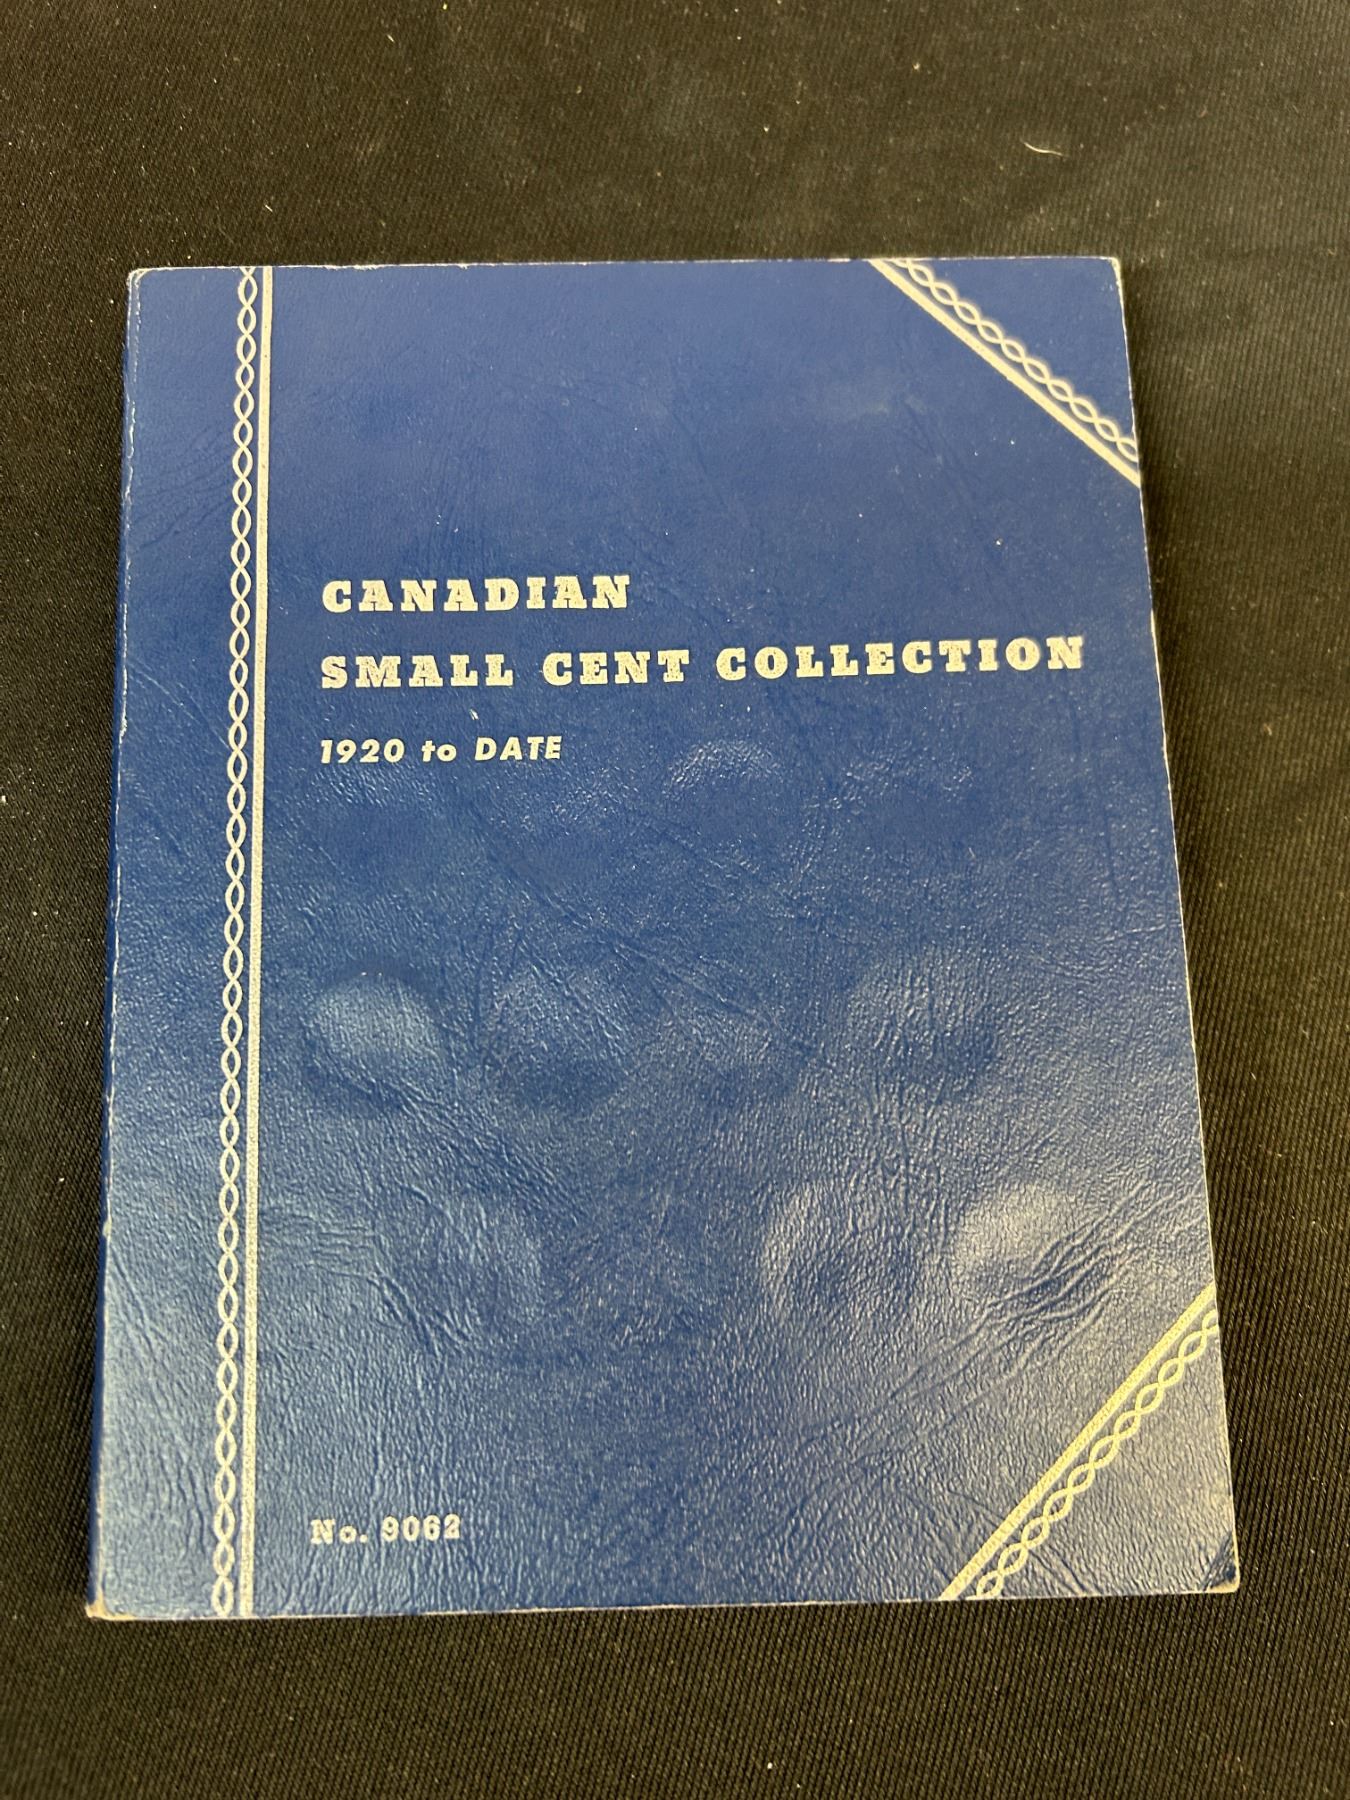 CANADIAN
SMALL CENT COLLECTION
1920 to DATE
No. 9062